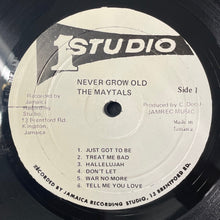 1 STUDIO
NEVER GROW OLD
THE MAYTALS
Side 1
Recorded by
Jamaica
Recording
Studio,
13 Brentford Rd.
Kingston,
Jamaica
Produced by C. Dodd
JAMREC MUSIC
Made in
Jamaica
1 - JUST GOT TO BE
2 - TREAT ME BAD
3 - HALLELUJAH
4 - DON'T LET
5 - WAR NO MORE
6 - TELL ME YOU LOVE
RECORDED BY JAMAICA RECORDING STUDIO, 13 BRENTFORD RD.